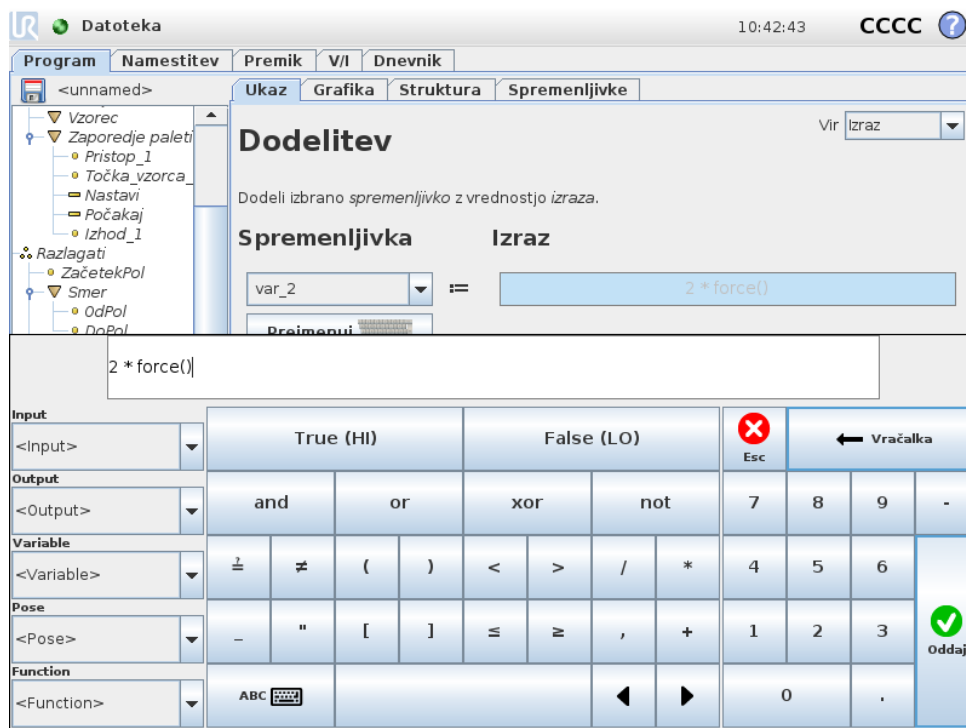 UR Datoteka 10:42:43 CCCC ?
Program Namestitev Premik V/I Dnevnik
<unnamed> Ukaz Grafika Struktura Spremenljivke
Vzorec
Zaporedje paleti
Pristop_1
Točka_vzorca_
Nastavi
Počakaj
Izhod_1
Razlagati
ZačetekPol
Smer
OdPol
DoPol
Vir Izraz
Dodelitev
Dodeli izbrano spremenljivko z vrednostjo izraza.
Spremenljivka Izraz
var_2 := 2 * force()
Preimenuj
2 * force()
Input
<Input>
Output
<Output>
Variable
<Variable>
Pose
<Pose>
Function
<Function>
True (HI) False (LO) Esc Vračalka
and or xor not 7 8 9 -
≟ ≠ ( ) < > / * 4 5 6
_ " [ ] ≤ ≥ , + 1 2 3 Oddaj
ABC 0 .